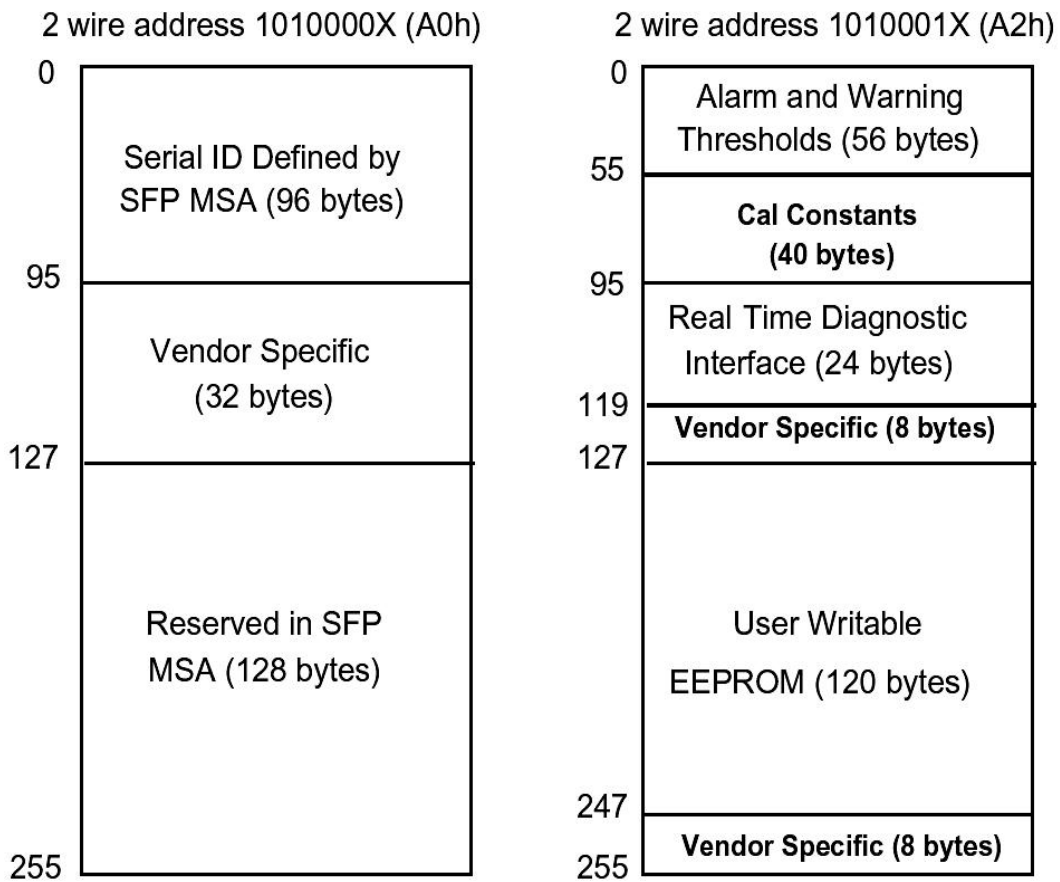 2 wire address 1010000X (A0h)
0
Serial ID Defined by
SFP MSA (96 bytes)
95
Vendor Specific
(32 bytes)
127
Reserved in SFP
MSA (128 bytes)
255
2 wire address 1010001X (A2h)
0
Alarm and Warning
Thresholds (56 bytes)
55
Cal Constants
(40 bytes)
95
Real Time Diagnostic
Interface (24 bytes)
119
Vendor Specific (8 bytes)
127
User Writable
EEPROM (120 bytes)
247
Vendor Specific (8 bytes)
255